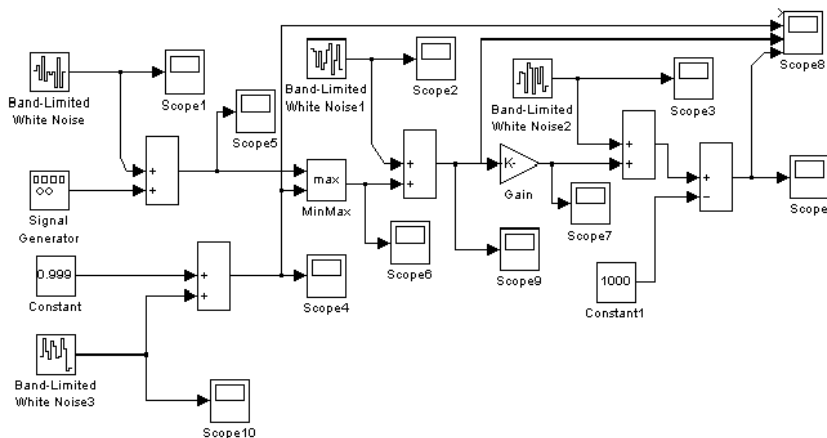 Scope8
Scope1
Band-Limited
White Noise
Band-Limited
White Noise1
Scope2
Band-Limited
White Noise2
Scope3
Scope5
+
+
+
+
+
+
+
−
max
MinMax
K-
Gain
Scope
Signal
Generator
Scope7
Scope6
Scope9
0.999
Constant
+
+
Scope4
1000
Constant1
Band-Limited
White Noise3
Scope10